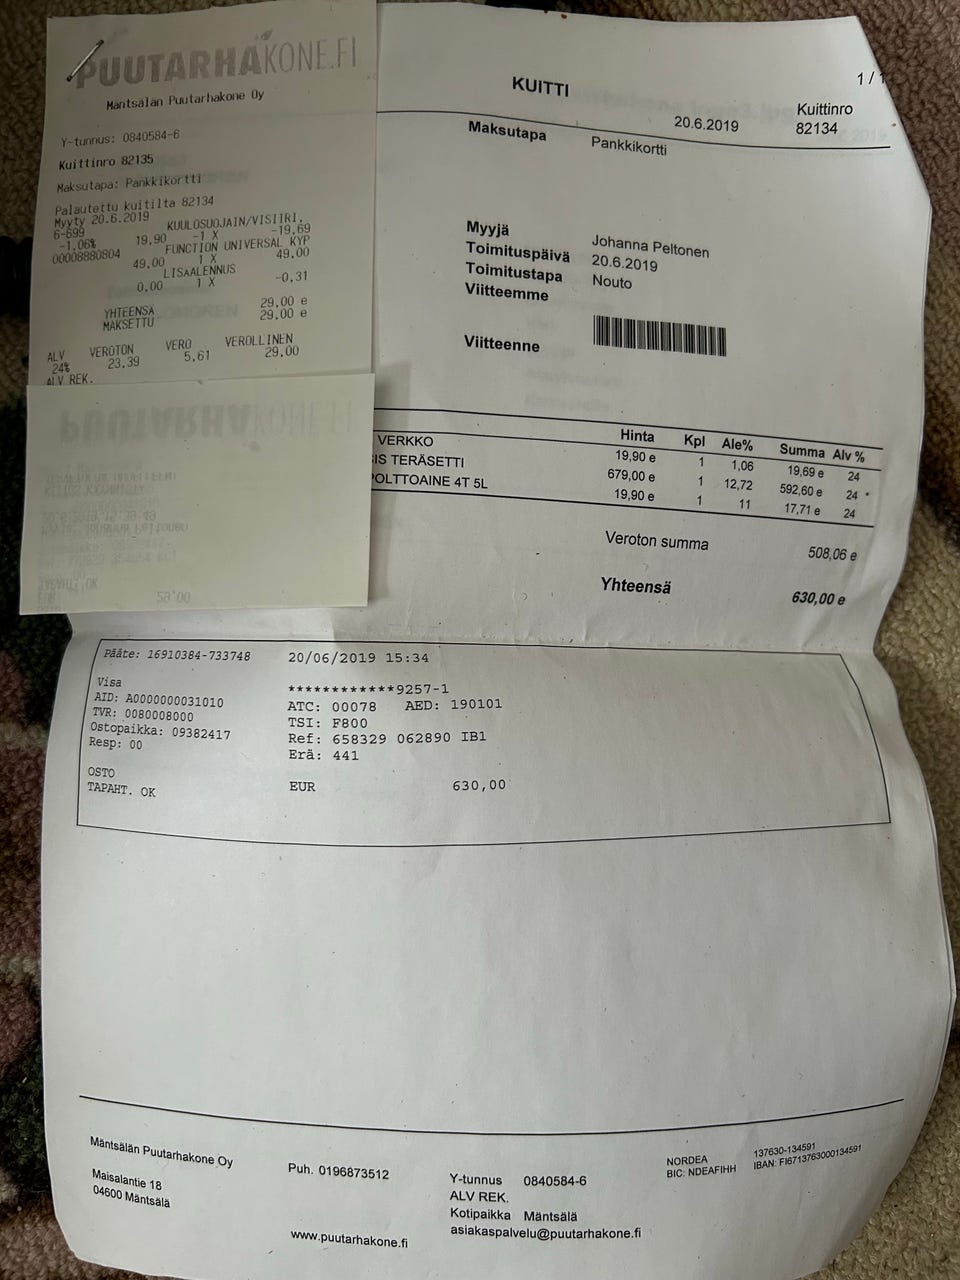 PUUTARHAKONE.FI
Mäntsälän Puutarhakone Oy
Y-tunnus: 0840584-6
Kuittinro 82135
Maksutapa: Pankkikortti
Palautettu kuitilta 82134
Myyty 20.6.2019
6-699 KUULOSUOJAIN/VISIIRI,
-1,06% 19,90 -1 X -19,69
00008880804 FUNCTION UNIVERSAL KYP
49,00 1 X 49,00
LISAALENNUS
0,00 1 X -0,31
YHTEENSÄ 29,00 e
MAKSETTU 29,00 e
ALV VEROTON VERO VEROLLINEN
24% 23,39 5,61 29,00
ALV REK.
KUITTI
1 / 1
20.6.2019
Kuittinro
82134
Maksutapa Pankkikortti
Myyjä Johanna Peltonen
Toimituspäivä 20.6.2019
Toimitustapa Nouto
Viitteemme
Viitteenne
Hinta Kpl Ale% Summa Alv %
VERKKO 19,90 e 1 1,06 19,69 e 24
IS TERÄSETTI 679,00 e 1 12,72 592,60 e 24 *
OLTTOAINE 4T 5L 19,90 e 1 11 17,71 e 24
Veroton summa 508,06 e
Yhteensä 630,00 e
Pääte: 16910384-733748 20/06/2019 15:34
Visa ************9257-1
AID: A0000000031010 ATC: 00078 AED: 190101
TVR: 0080008000 TSI: F800
Ostopaikka: 09382417 Ref: 658329 062890 IB1
Resp: 00 Erä: 441
OSTO
TAPAHT. OK EUR 630,00
Mäntsälän Puutarhakone Oy
Maisalantie 18
04600 Mäntsälä
Puh. 0196873512
www.puutarhakone.fi
Y-tunnus 0840584-6
ALV REK.
Kotipaikka Mäntsälä
asiakaspalvelu@puutarhakone.fi
NORDEA 137630-134591
BIC: NDEAFIHH IBAN: FI6713763000134591